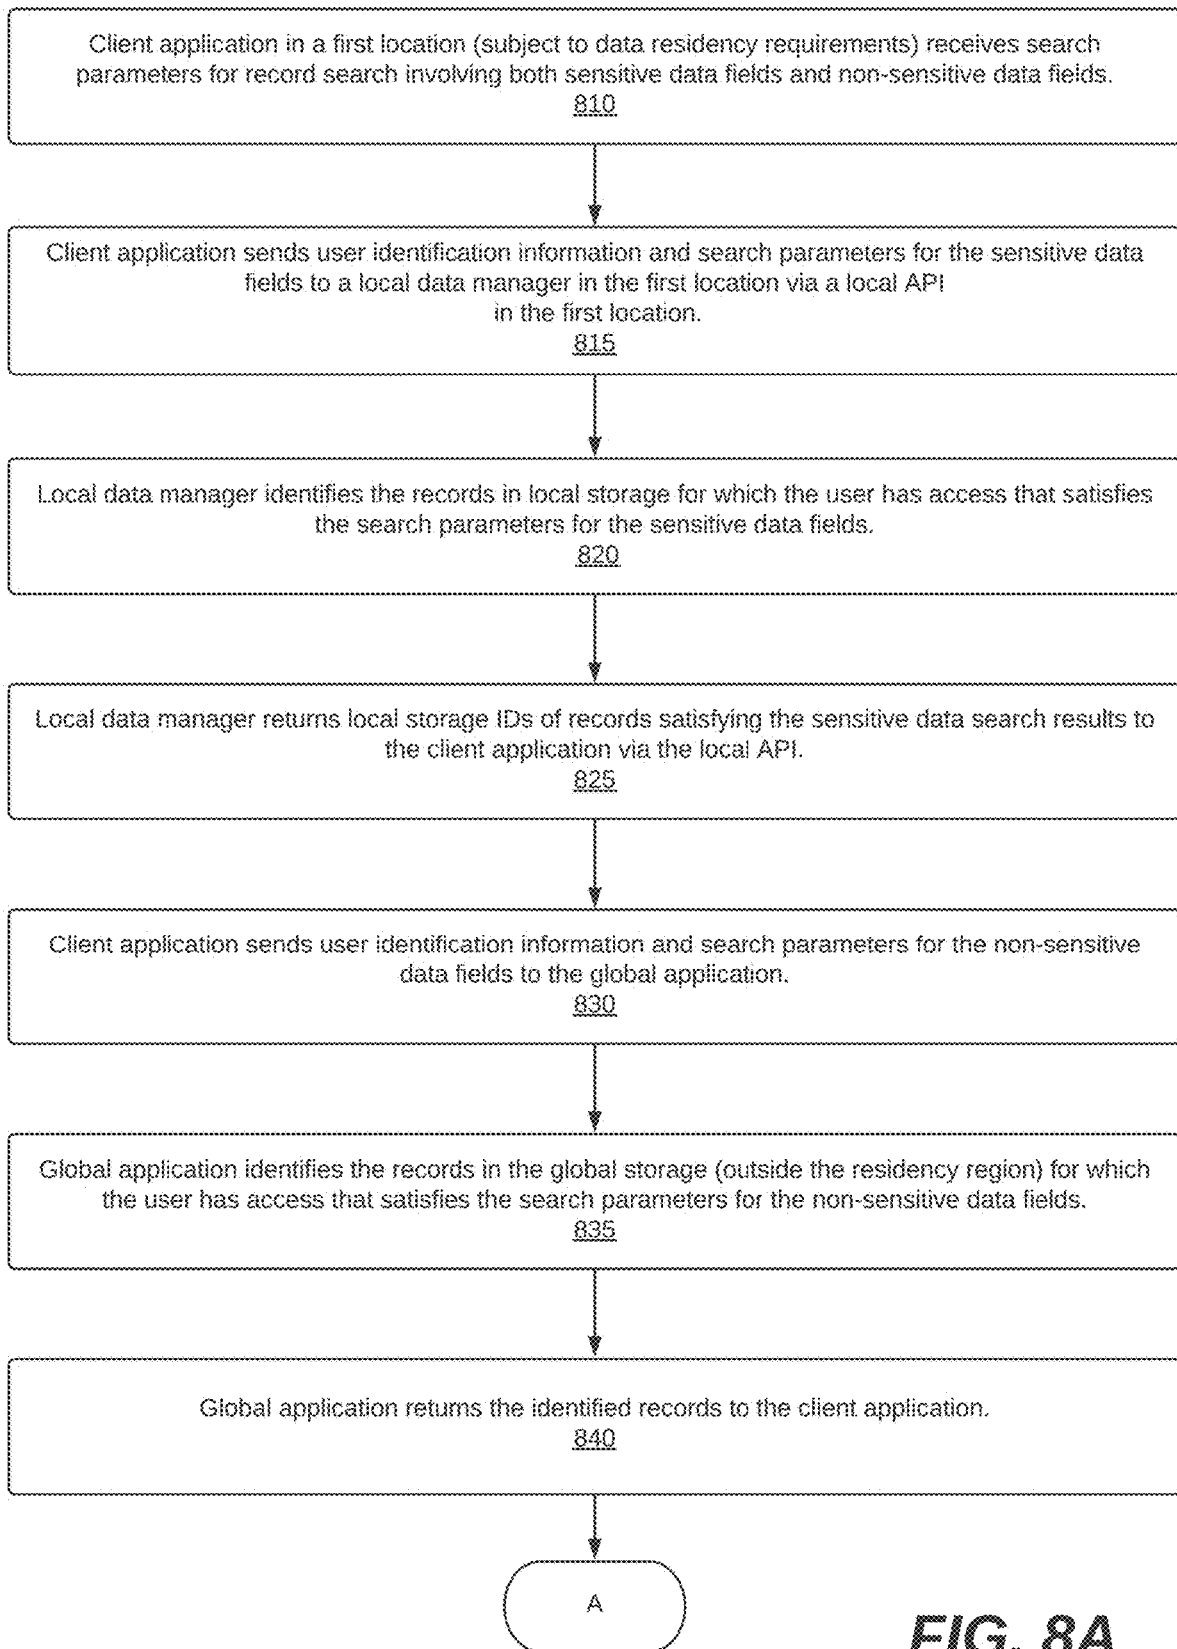 Client application in a first location (subject to data residency requirements) receives search
parameters for record search involving both sensitive data fields and non-sensitive data fields.
810
Client application sends user identification information and search parameters for the sensitive data
fields to a local data manager in the first location via a local API
in the first location.
815
Local data manager identifies the records in local storage for which the user has access that satisfies
the search parameters for the sensitive data fields.
820
Local data manager returns local storage IDs of records satisfying the sensitive data search results to
the client application via the local API.
825
Client application sends user identification information and search parameters for the non-sensitive
data fields to the global application.
830
Global application identifies the records in the global storage (outside the residency region) for which
the user has access that satisfies the search parameters for the non-sensitive data fields.
835
Global application returns the identified records to the client application.
840
A
FIG. 8A